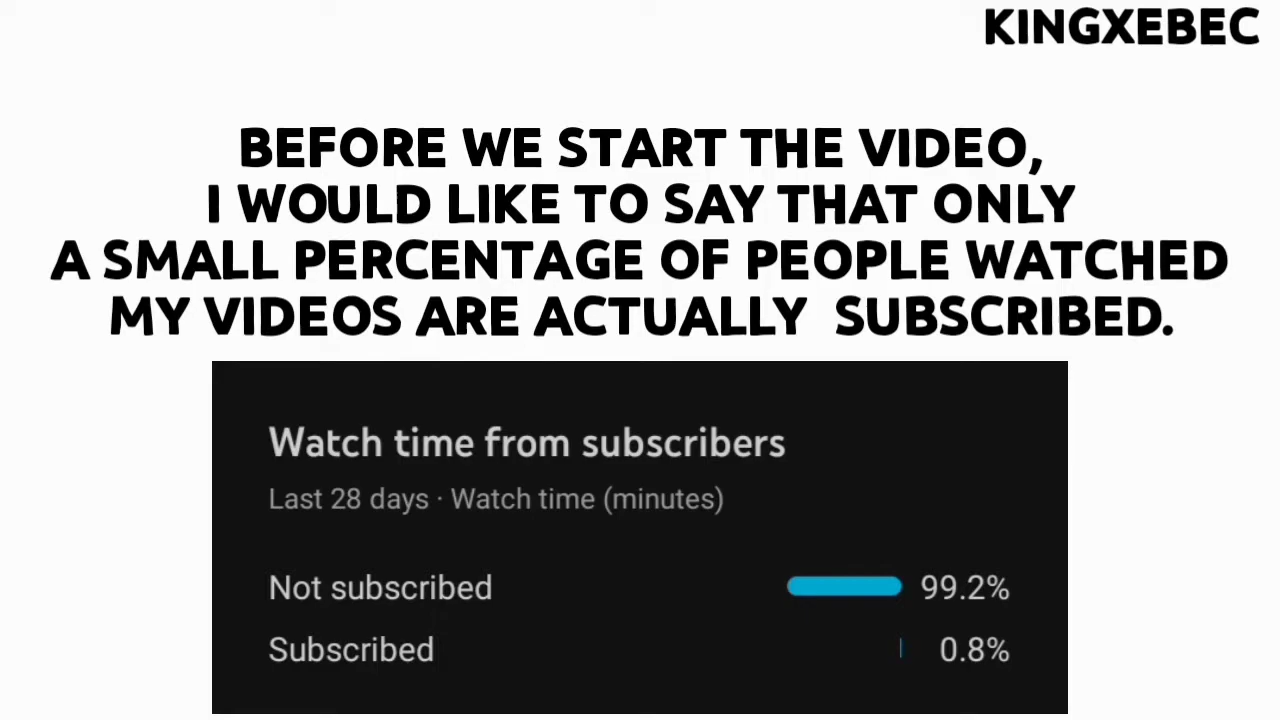 KINGXEBEC
BEFORE WE START THE VIDEO,
I WOULD LIKE TO SAY THAT ONLY
A SMALL PERCENTAGE OF PEOPLE WATCHED
MY VIDEOS ARE ACTUALLY SUBSCRIBED.
Watch time from subscribers
Last 28 days · Watch time (minutes)
Not subscribed 99.2%
Subscribed 0.8%